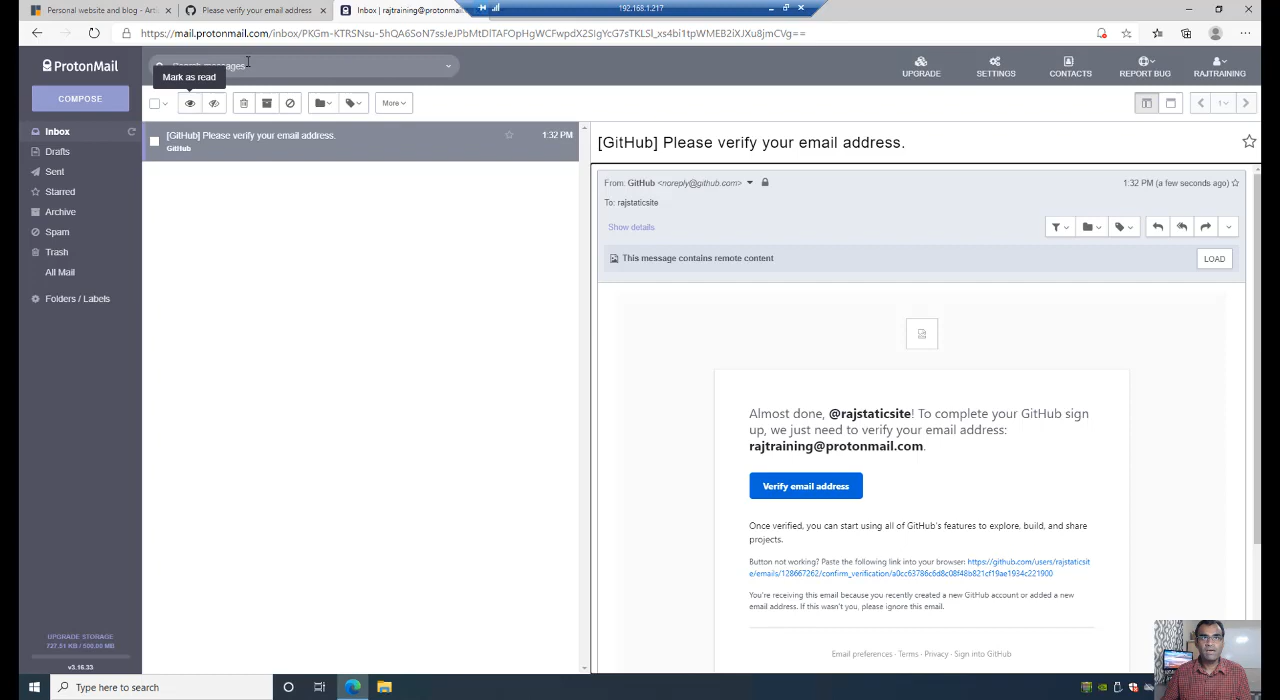 192.168.1.217
Personal website and blog - Arti
Please verify your email address
Inbox | rajtraining@protonmai
https://mail.protonmail.com/inbox/
ProtonMail
Search messages
UPGRADE
SETTINGS
CONTACTS
REPORT BUG
RAJTRAINING
Mark as read
COMPOSE
More
1
Inbox
Drafts
Sent
Starred
Archive
Spam
Trash
All Mail
Folders / Labels
UPGRADE STORAGE
727.51 KB / 500.00 MB
v3.16.33
[GitHub] Please verify your email address.
1:32 PM
GitHub
[GitHub] Please verify your email address.
From: GitHub <noreply@github.com>
1:32 PM (a few seconds ago)
To: rajstaticsite
Show details
This message contains remote content
LOAD
Almost done, @rajstaticsite! To complete your GitHub sign
up, we just need to verify your email address:
rajtraining@protonmail.com.
Verify email address
Once verified, you can start using all of GitHub's features to explore, build, and share
projects.
Button not working? Paste the following link into your browser: https://github.com/users/rajstaticsit
e/emails/128667262/confirm_verification/a0cc63786c6d8c08f48b821cf19ae1934c221900
You're receiving this email because you recently created a new GitHub account or added a new
email address. If this wasn't you, please ignore this email.
Email preferences · Terms · Privacy · Sign into GitHub
Type here to search